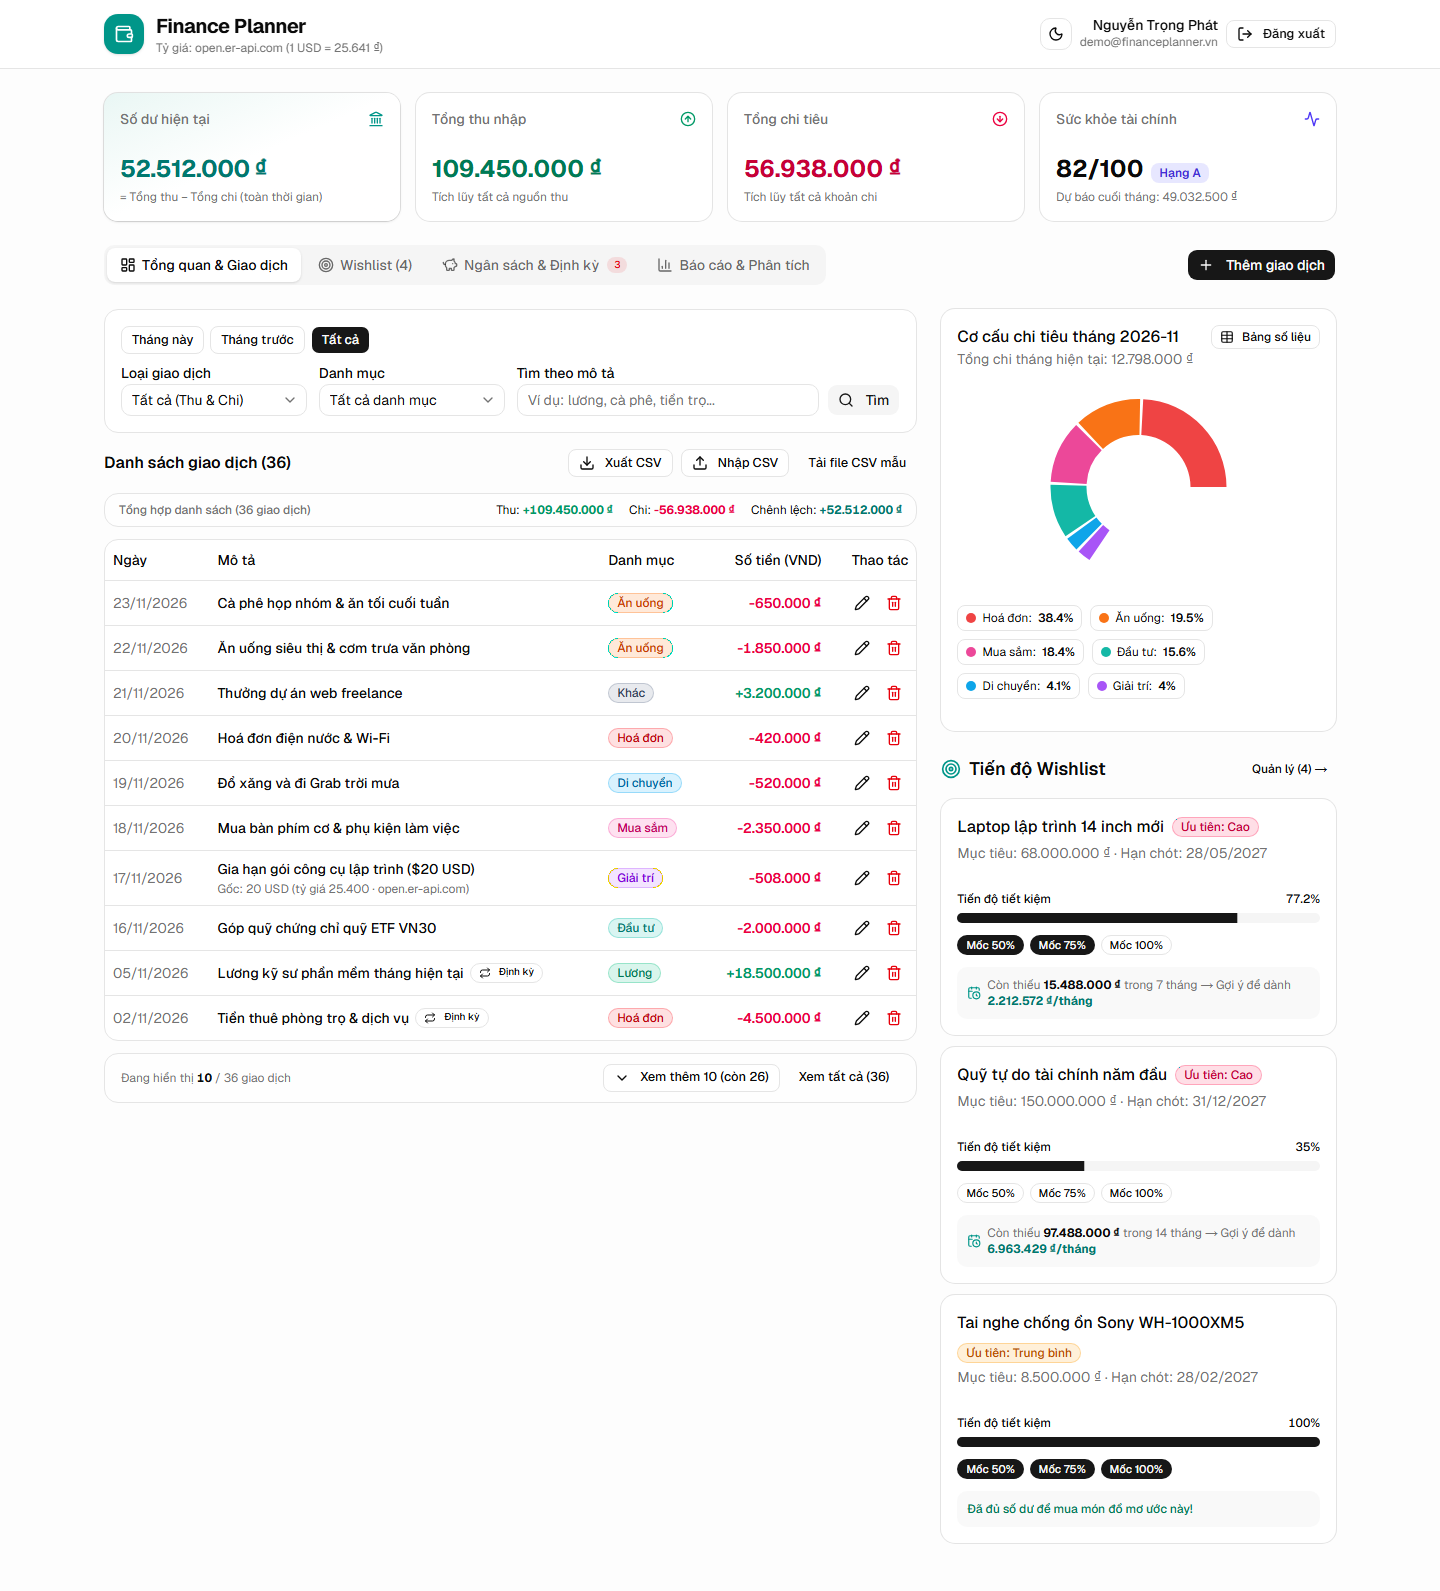 Finance Planner
Tỷ giá: open.er-api.com (1 USD = 25.641 ₫)
Nguyễn Trọng Phát
demo@financeplanner.vn
Đăng xuất
Số dư hiện tại
52.512.000 ₫
= Tổng thu − Tổng chi (toàn thời gian)
Tổng thu nhập
109.450.000 ₫
Tích lũy tất cả nguồn thu
Tổng chi tiêu
56.938.000 ₫
Tích lũy tất cả khoản chi
Sức khỏe tài chính
82/100 Hạng A
Dự báo cuối tháng: 49.032.500 ₫
Tổng quan & Giao dịch
Wishlist (4)
Ngân sách & Định kỳ 3
Báo cáo & Phân tích
Thêm giao dịch
Tháng này
Tháng trước
Tất cả
Loại giao dịch
Danh mục
Tìm theo mô tả
Tất cả (Thu & Chi)
Tất cả danh mục
Ví dụ: lương, cà phê, tiền trọ...
Tìm
Danh sách giao dịch (36)
Xuất CSV
Nhập CSV
Tải file CSV mẫu
Tổng hợp danh sách (36 giao dịch)
Thu: +109.450.000 ₫
Chi: -56.938.000 ₫
Chênh lệch: +52.512.000 ₫
Ngày Mô tả Danh mục Số tiền (VND) Thao tác
23/11/2026 Cà phê họp nhóm & ăn tối cuối tuần Ăn uống -650.000 ₫
22/11/2026 Ăn uống siêu thị & cơm trưa văn phòng Ăn uống -1.850.000 ₫
21/11/2026 Thưởng dự án web freelance Khác +3.200.000 ₫
20/11/2026 Hoá đơn điện nước & Wi-Fi Hoá đơn -420.000 ₫
19/11/2026 Đổ xăng và đi Grab trời mưa Di chuyển -520.000 ₫
18/11/2026 Mua bàn phím cơ & phụ kiện làm việc Mua sắm -2.350.000 ₫
17/11/2026 Gia hạn gói công cụ lập trình ($20 USD) Giải trí -508.000 ₫
Gốc: 20 USD (tỷ giá 25.400 · open.er-api.com)
16/11/2026 Góp quỹ chứng chỉ quỹ ETF VN30 Đầu tư -2.000.000 ₫
05/11/2026 Lương kỹ sư phần mềm tháng hiện tại Định kỳ Lương +18.500.000 ₫
02/11/2026 Tiền thuê phòng trọ & dịch vụ Định kỳ Hoá đơn -4.500.000 ₫
Đang hiển thị 10 / 36 giao dịch
Xem thêm 10 (còn 26)
Xem tất cả (36)
Cơ cấu chi tiêu tháng 2026-11
Bảng số liệu
Tổng chi tháng hiện tại: 12.798.000 ₫
Hoá đơn: 38.4%
Ăn uống: 19.5%
Mua sắm: 18.4%
Đầu tư: 15.6%
Di chuyển: 4.1%
Giải trí: 4%
Tiến độ Wishlist
Quản lý (4) →
Laptop lập trình 14 inch mới Ưu tiên: Cao
Mục tiêu: 68.000.000 ₫ · Hạn chót: 28/05/2027
Tiến độ tiết kiệm 77.2%
Mốc 50% Mốc 75% Mốc 100%
Còn thiếu 15.488.000 ₫ trong 7 tháng → Gợi ý để dành
2.212.572 ₫/tháng
Quỹ tự do tài chính năm đầu Ưu tiên: Cao
Mục tiêu: 150.000.000 ₫ · Hạn chót: 31/12/2027
Tiến độ tiết kiệm 35%
Mốc 50% Mốc 75% Mốc 100%
Còn thiếu 97.488.000 ₫ trong 14 tháng → Gợi ý để dành
6.963.429 ₫/tháng
Tai nghe chống ồn Sony WH-1000XM5
Ưu tiên: Trung bình
Mục tiêu: 8.500.000 ₫ · Hạn chót: 28/02/2027
Tiến độ tiết kiệm 100%
Mốc 50% Mốc 75% Mốc 100%
Đã đủ số dư để mua món đồ mơ ước này!